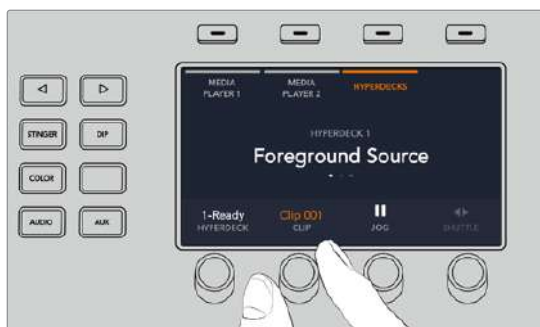 MEDIA PLAYER 1
MEDIA PLAYER 2
HYPERDECKS
STINGER
DIP
HYPERDECK 1
Foreground Source
COLOR
1-Ready
Clip 001
HYPERDECK
CLIP
JOG
SHUTTLE
AUDIO
AUX